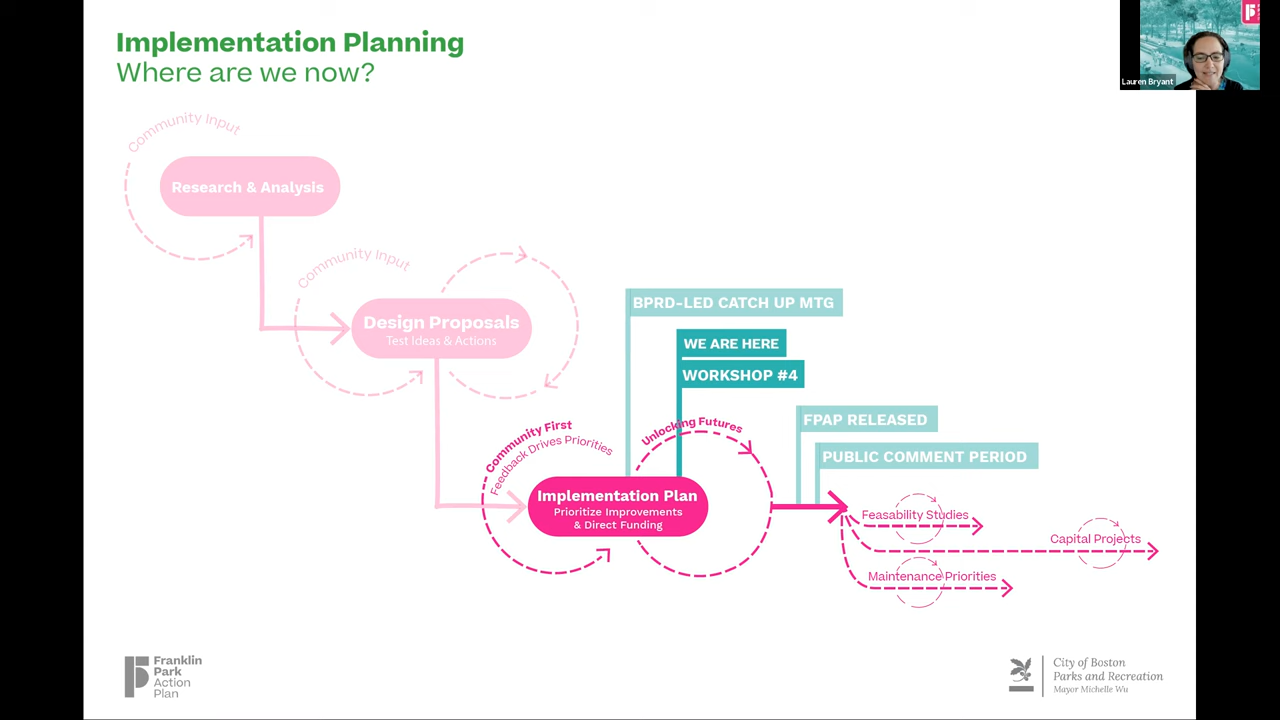 Implementation Planning
Where are we now?
Lauren Bryant
Community Input
Research & Analysis
Community Input
Design Proposals
Test Ideas & Actions
BPRD-LED CATCH UP MTG
WE ARE HERE
WORKSHOP #4
FPAP RELEASED
PUBLIC COMMENT PERIOD
Community First
Feedback Drives Priorities
Unlocking Futures
Implementation Plan
Prioritize Improvements
& Direct Funding
Feasability Studies
Capital Projects
Maintenance Priorities
Franklin
Park
Action
Plan
City of Boston
Parks and Recreation
Mayor Michelle Wu